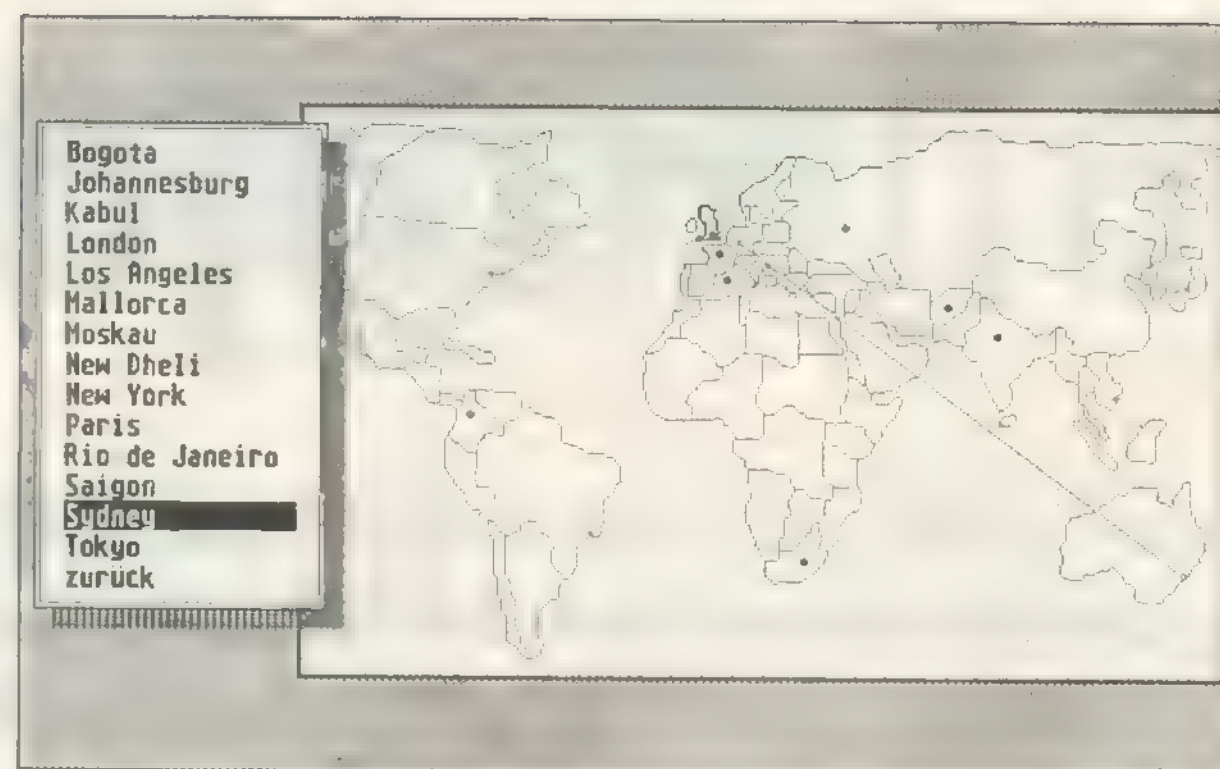 Bogota
Johannesburg
Kabul
London
Los Angeles
Mallorca
Moskau
New Dheli
New York
Paris
Rio de Janeiro
Saigon
Sydney
Tokyo
zurück